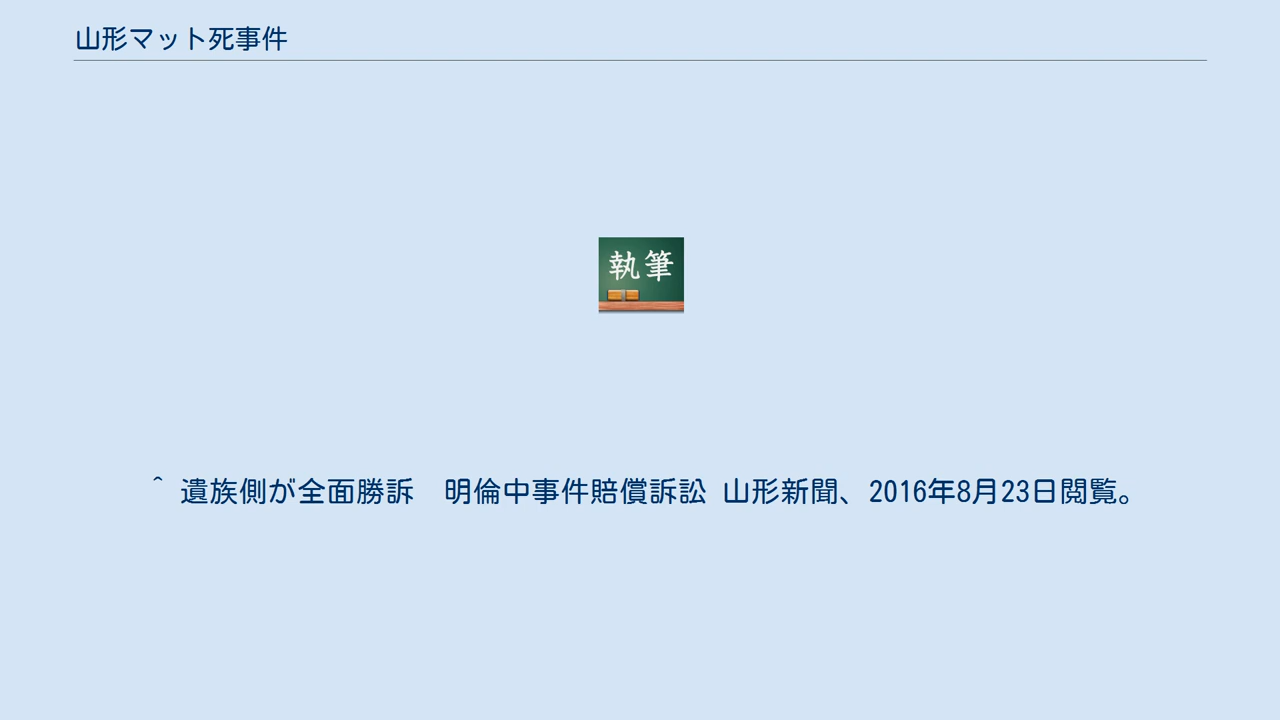 山形マット死事件
執筆
^ 遺族側が全面勝訴　明倫中事件賠償訴訟 山形新聞、2016年8月23日閲覧。